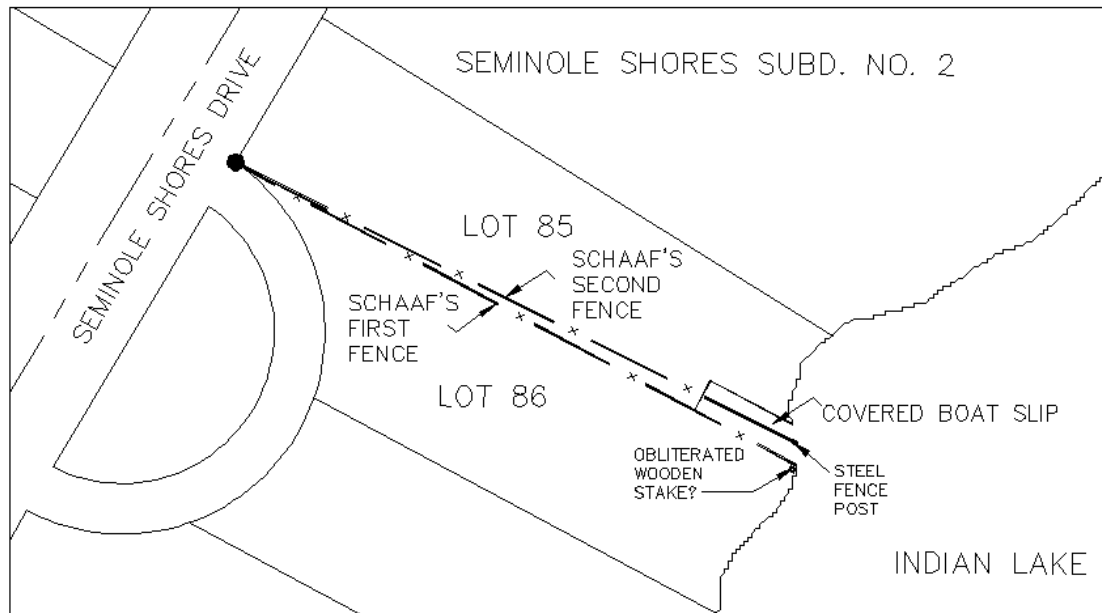 SEMINOLE SHORES SUBD. NO. 2
SEMINOLE SHORES DRIVE
LOT 85
SCHAAF'S
SECOND
FENCE
SCHAAF'S
FIRST
FENCE
LOT 86
COVERED BOAT SLIP
OBLITERATED
WOODEN
STAKE?
STEEL
FENCE
POST
INDIAN LAKE